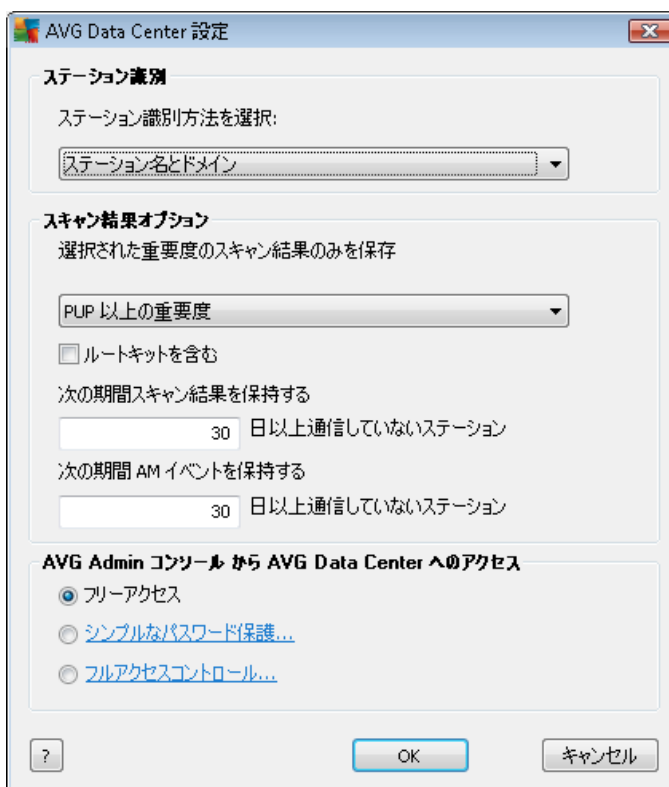 AVG Data Center 設定
ステーション識別
ステーション識別方法を選択:
ステーション名とドメイン
スキャン結果オプション
選択された重要度のスキャン結果のみを保存
PUP 以上の重要度
ルートキットを含む
次の期間スキャン結果を保持する
30 日以上通信していないステーション
次の期間 AM イベントを保持する
30 日以上通信していないステーション
AVG Admin コンソール から AVG Data Center へのアクセス
フリーアクセス
シンプルなパスワード保護...
フルアクセスコントロール...
? OK キャンセル